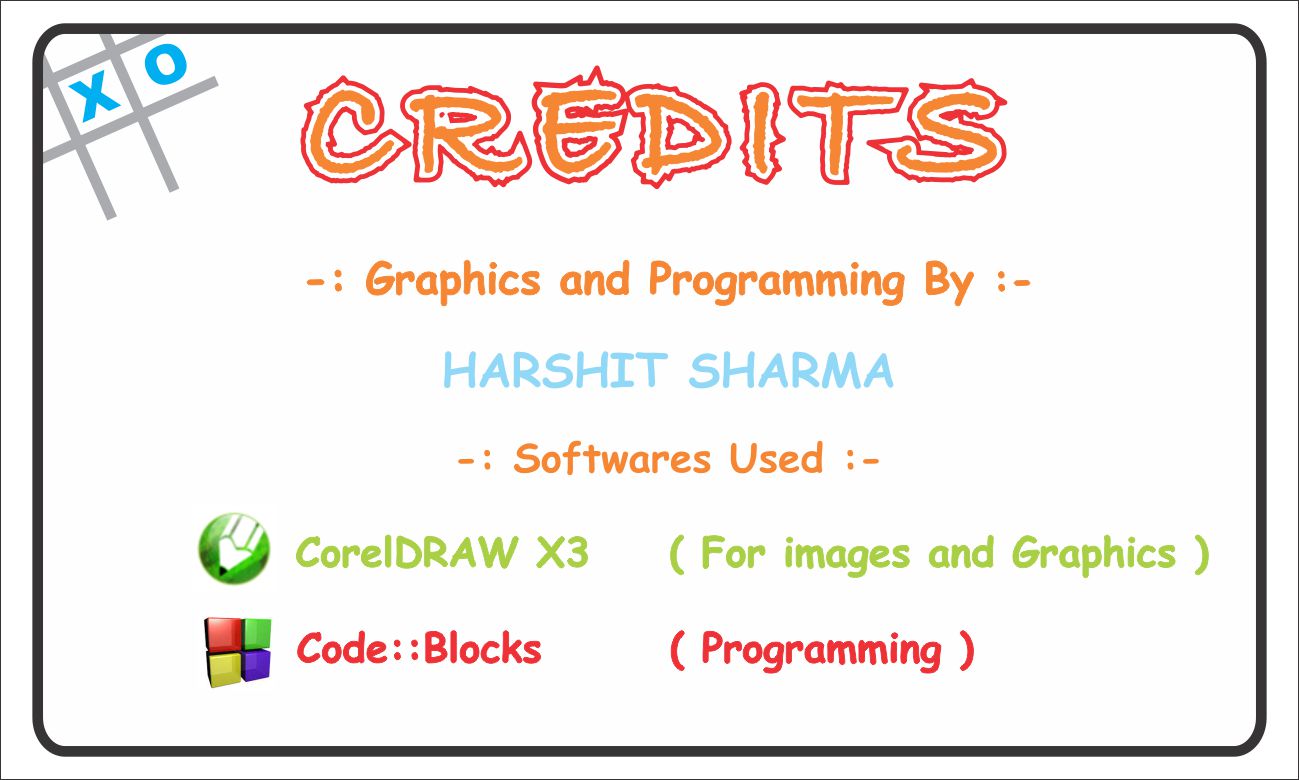 X O
CREDITS
-: Graphics and Programming By :-
HARSHIT SHARMA
-: Softwares Used :-
CorelDRAW X3 ( For images and Graphics )
Code::Blocks ( Programming )